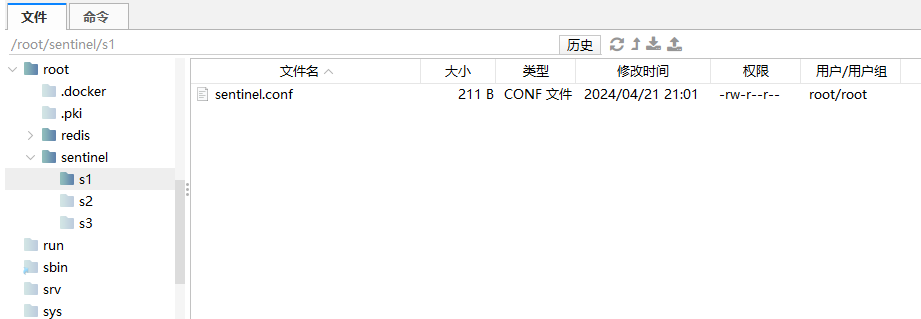 文件 命令
/root/sentinel/s1 历史
root
.docker
.pki
redis
sentinel
s1
s2
s3
run
sbin
srv
sys
文件名 大小 类型 修改时间 权限 用户/用户组
sentinel.conf 211 B CONF 文件 2024/04/21 21:01 -rw-r--r-- root/root